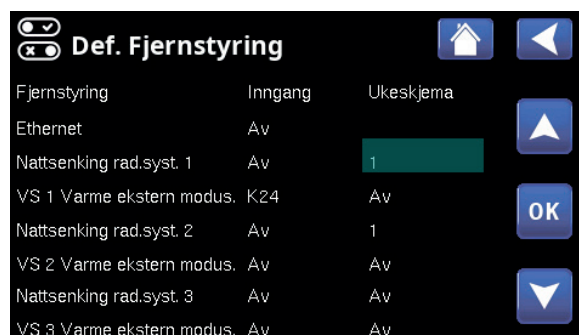 Def. Fjernstyring
Fjernstyring Inngang Ukeskjema
Ethernet Av
Nattsenking rad.syst. 1 Av 1
VS 1 Varme ekstern modus. K24 Av
OK
Nattsenking rad.syst. 2 Av 1
VS 2 Varme ekstern modus. Av Av
Nattsenking rad.syst. 3 Av Av
VS 3 Varme ekstern modus. Av Av